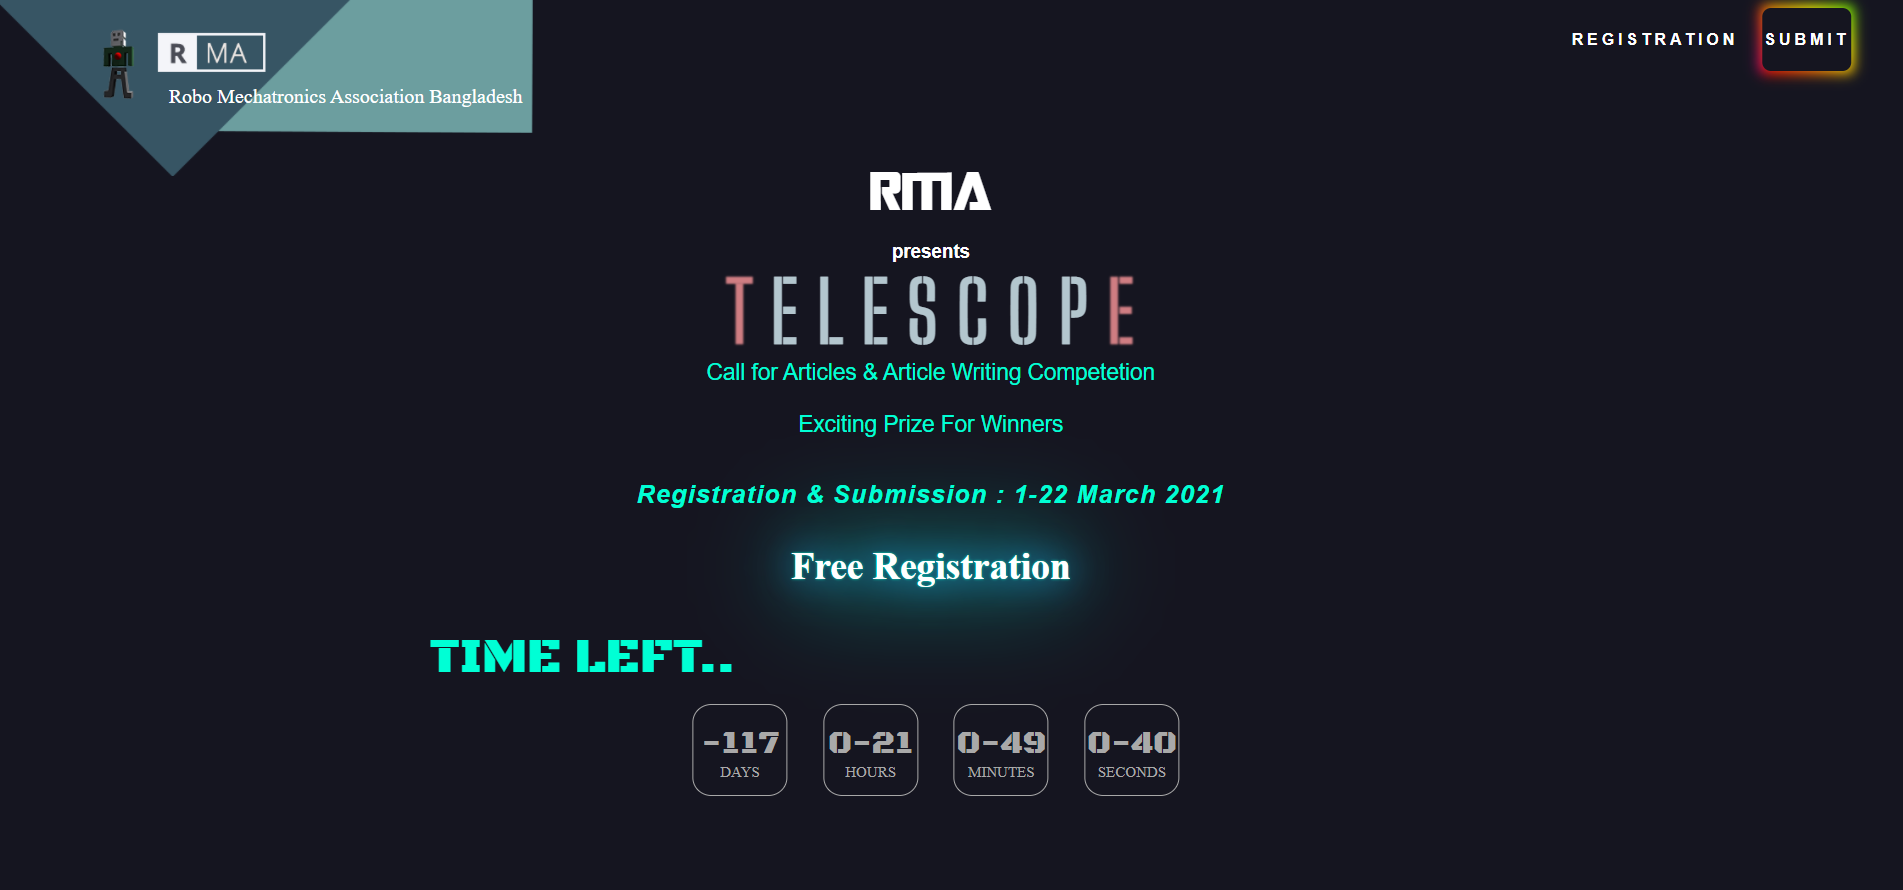 R MA
Robo Mechatronics Association Bangladesh
REGISTRATION
SUBMIT
RMA
presents
TELESCOPE
Call for Articles & Article Writing Competetion
Exciting Prize For Winners
Registration & Submission : 1-22 March 2021
Free Registration
TIME LEFT..
-117 0-21 0-49 0-40
DAYS HOURS MINUTES SECONDS